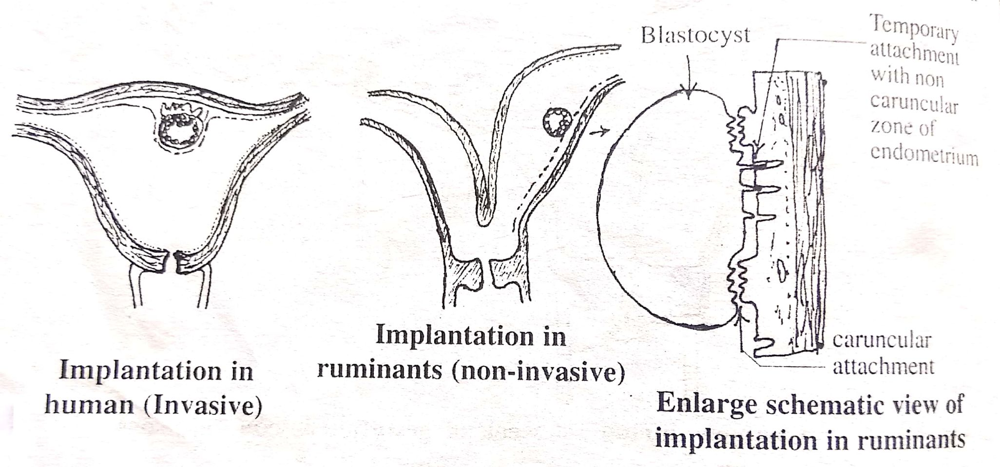 Blastocyst
Temporary
attachment
with non
caruncular
zone of
endometrium
caruncular
attachment
Implantation in
human (Invasive)
Implantation in
ruminants (non-invasive)
Enlarge schematic view of
implantation in ruminants